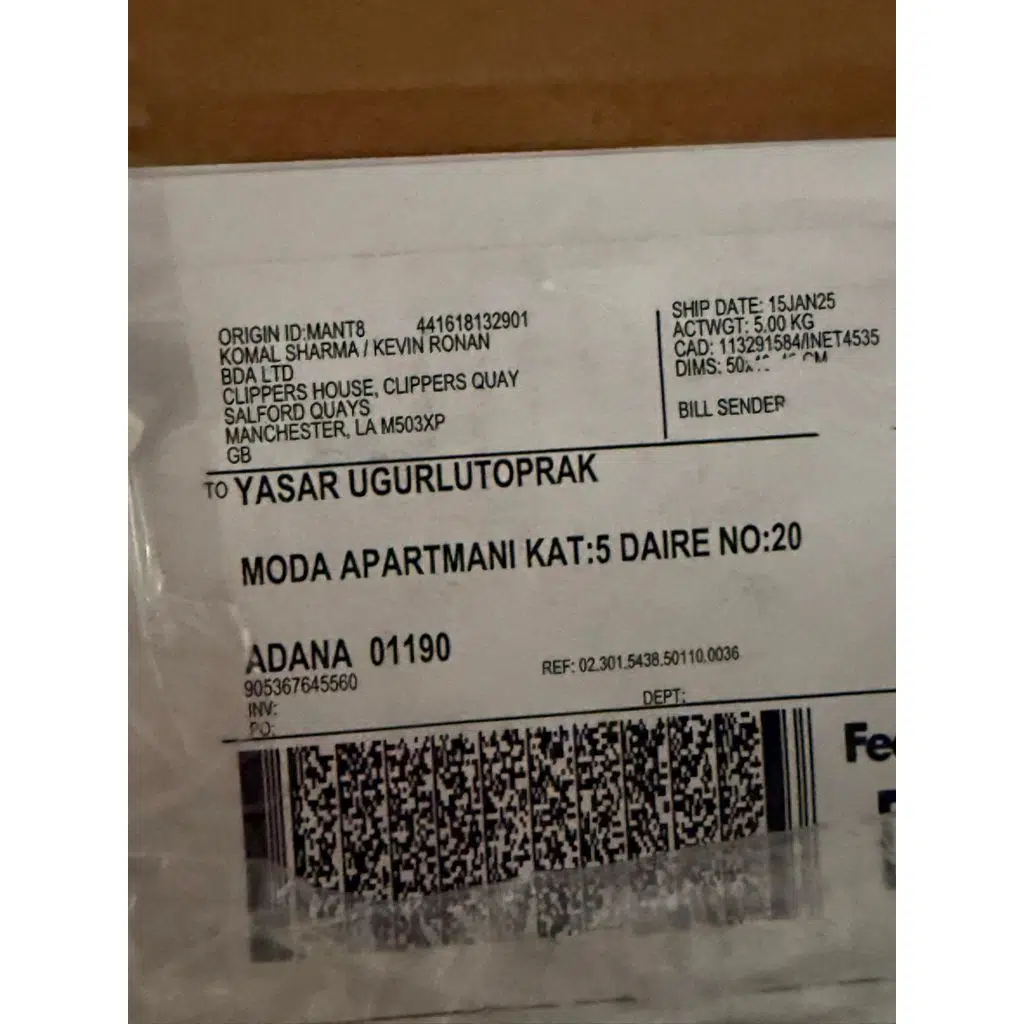 ORIGIN ID:MANT8 441618132901
KOMAL SHARMA / KEVIN RONAN
BDA LTD
CLIPPERS HOUSE, CLIPPERS QUAY
SALFORD QUAYS
MANCHESTER, LA M503XP
GB
SHIP DATE: 15JAN25
ACTWGT: 5.00 KG
CAD: 113291584/INET4535
DIMS: CM
BILL SENDER
TO YASAR UGURLUTOPRAK
MODA APARTMANI KAT:5 DAIRE NO:20
ADANA 01190
905367645560
REF: 02.301.5438.50110.0036
INV:
PO:
DEPT: